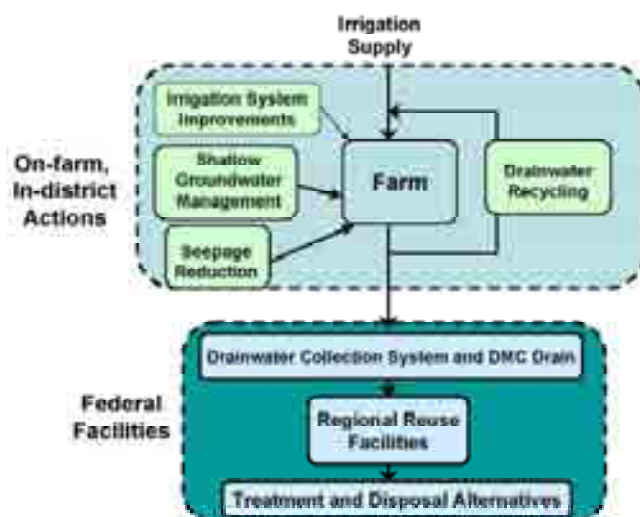 Irrigation
Supply
Irrigation System
Improvements
On-farm,
In-district
Actions
Shallow
Groundwater
Management
Farm
Drainwater
Recycling
Seepage
Reduction
Drainwater Collection System and DMC Drain
Federal
Facilities
Regional Reuse
Facilities
Treatment and Disposal Alternatives